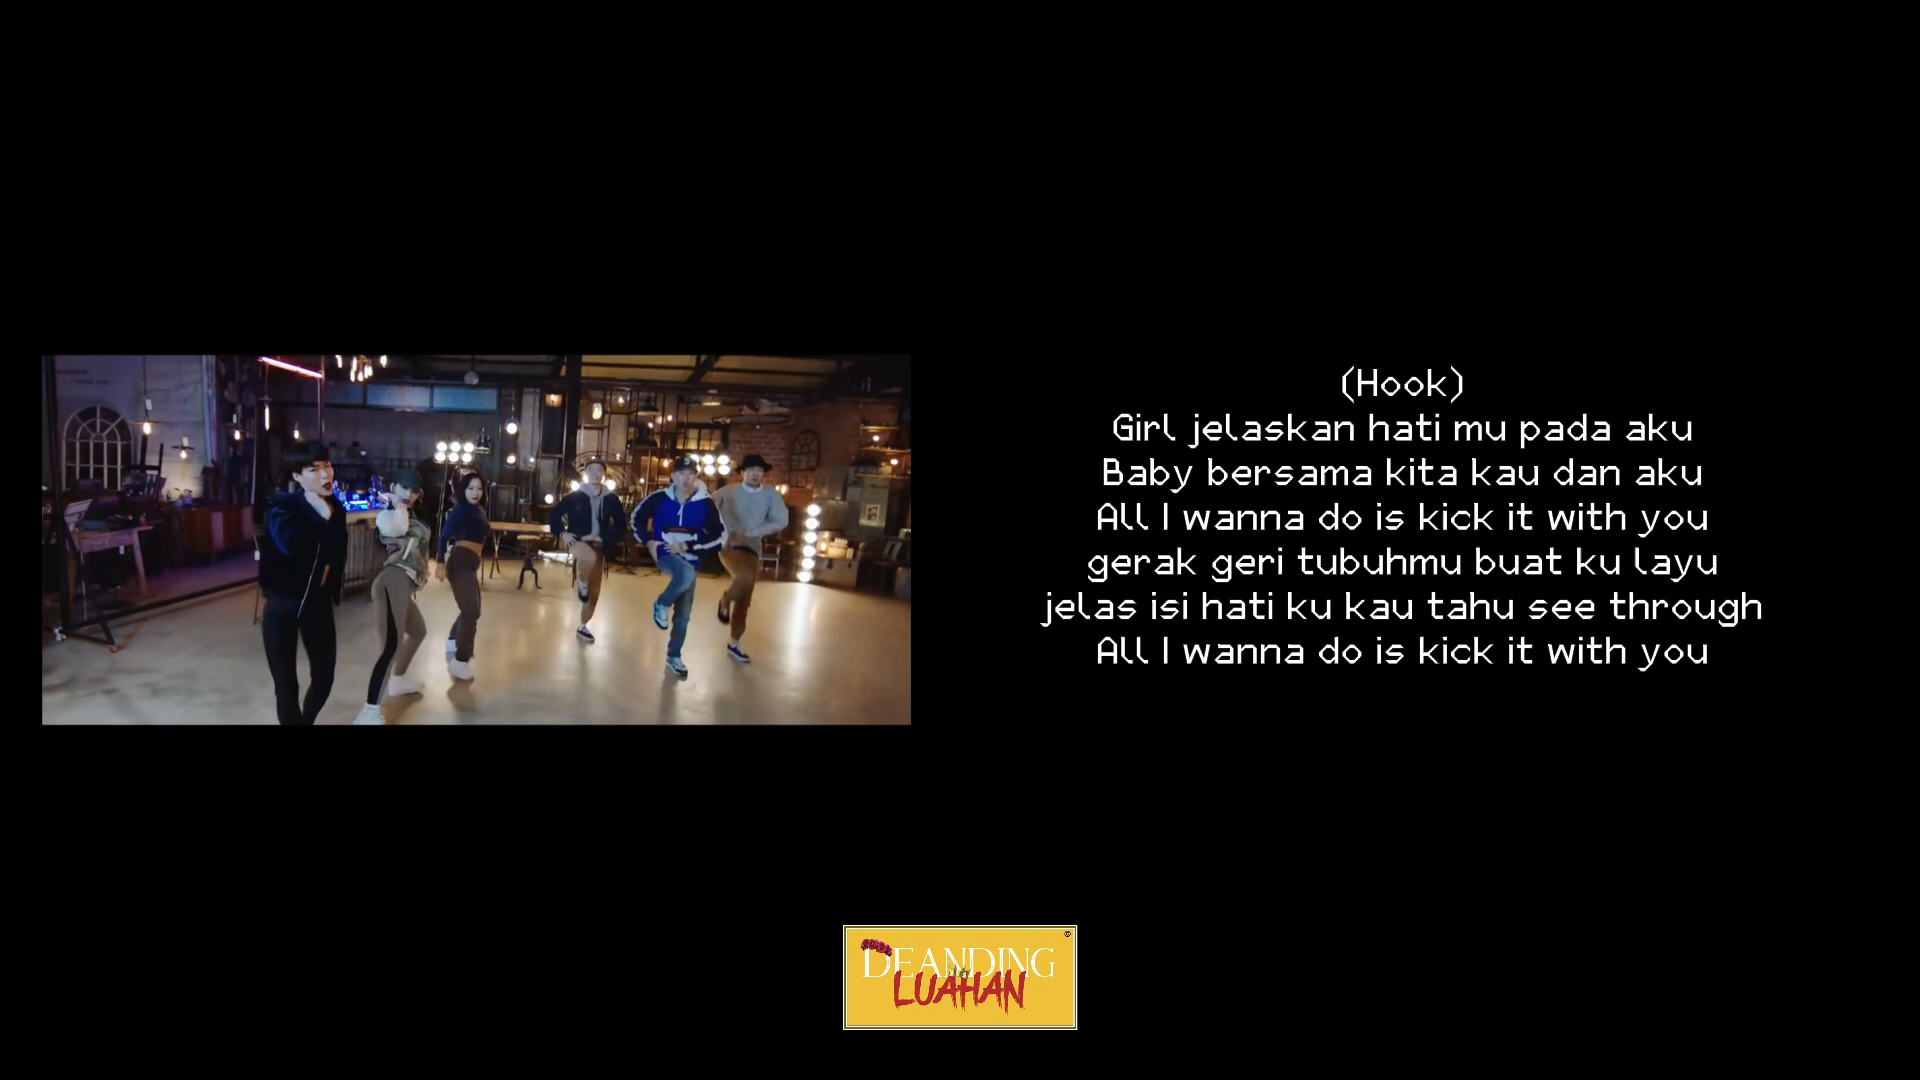 (Hook)
Girl jelaskan hati mu pada aku
Baby bersama kita kau dan aku
All I wanna do is kick it with you
gerak geri tubuhmu buat ku layu
jelas isi hati ku kau tahu see through
All I wanna do is kick it with you
DEANDING
LUAHAN